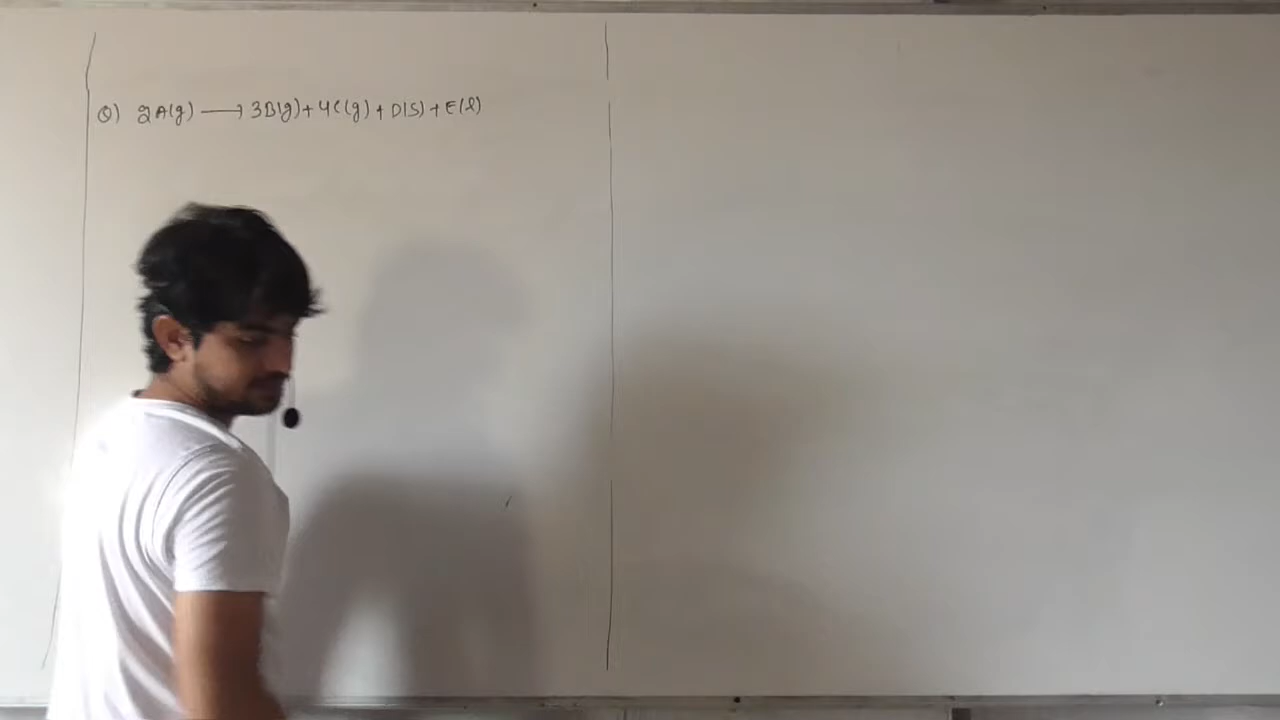 Q) 2A(g) ⟶ 3B(g) + 4C(g) + D(s) + E(l)